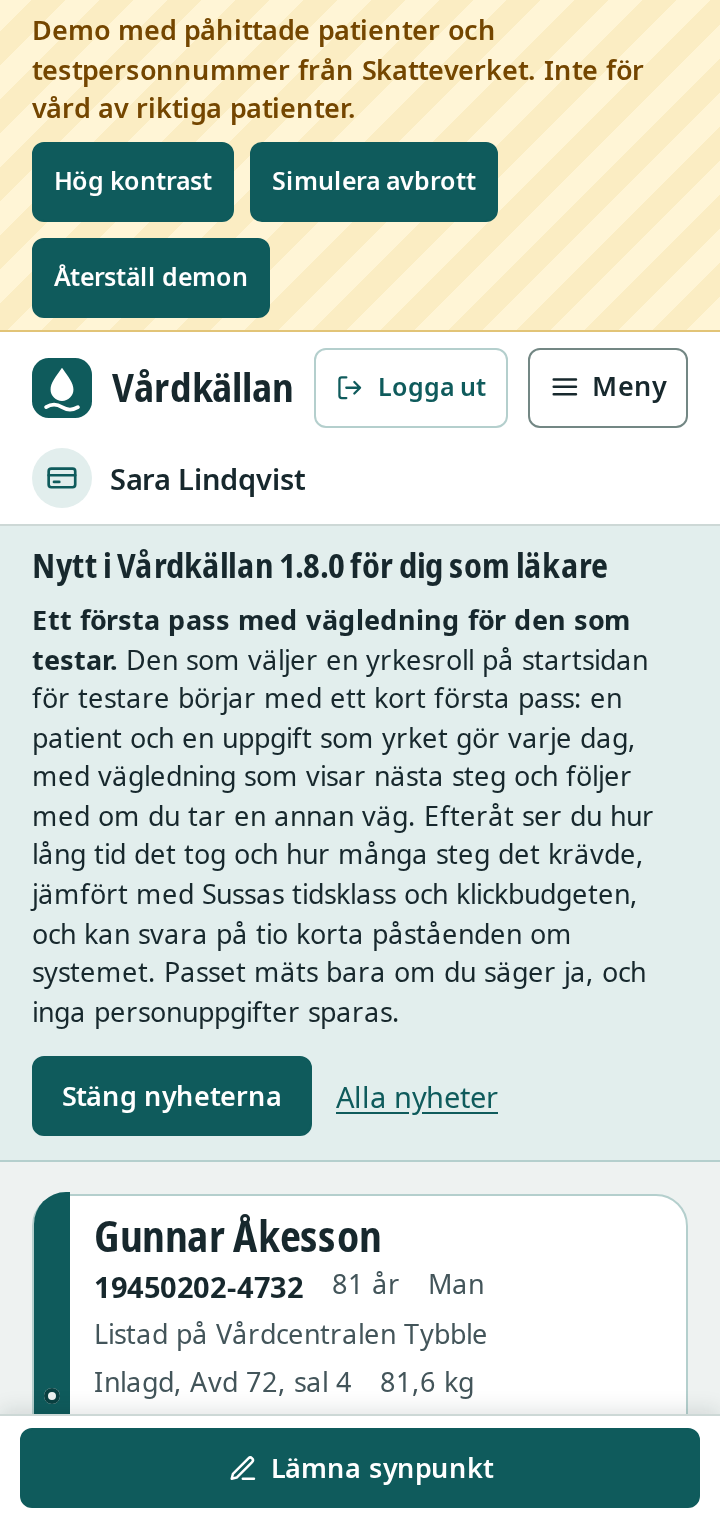 Demo med påhittade patienter och
testpersonnummer från Skatteverket. Inte för
vård av riktiga patienter.
Hög kontrast
Simulera avbrott
Återställ demon
Vårdkällan
Logga ut
Meny
Sara Lindqvist
Nytt i Vårdkällan 1.8.0 för dig som läkare
Ett första pass med vägledning för den som
testar. Den som väljer en yrkesroll på startsidan
för testare börjar med ett kort första pass: en
patient och en uppgift som yrket gör varje dag,
med vägledning som visar nästa steg och följer
med om du tar en annan väg. Efteråt ser du hur
lång tid det tog och hur många steg det krävde,
jämfört med Sussas tidsklass och klickbudgeten,
och kan svara på tio korta påståenden om
systemet. Passet mäts bara om du säger ja, och
inga personuppgifter sparas.
Stäng nyheterna
Alla nyheter
Gunnar Åkesson
19450202-4732 81 år Man
Listad på Vårdcentralen Tybble
Inlagd, Avd 72, sal 4 81,6 kg
Lämna synpunkt